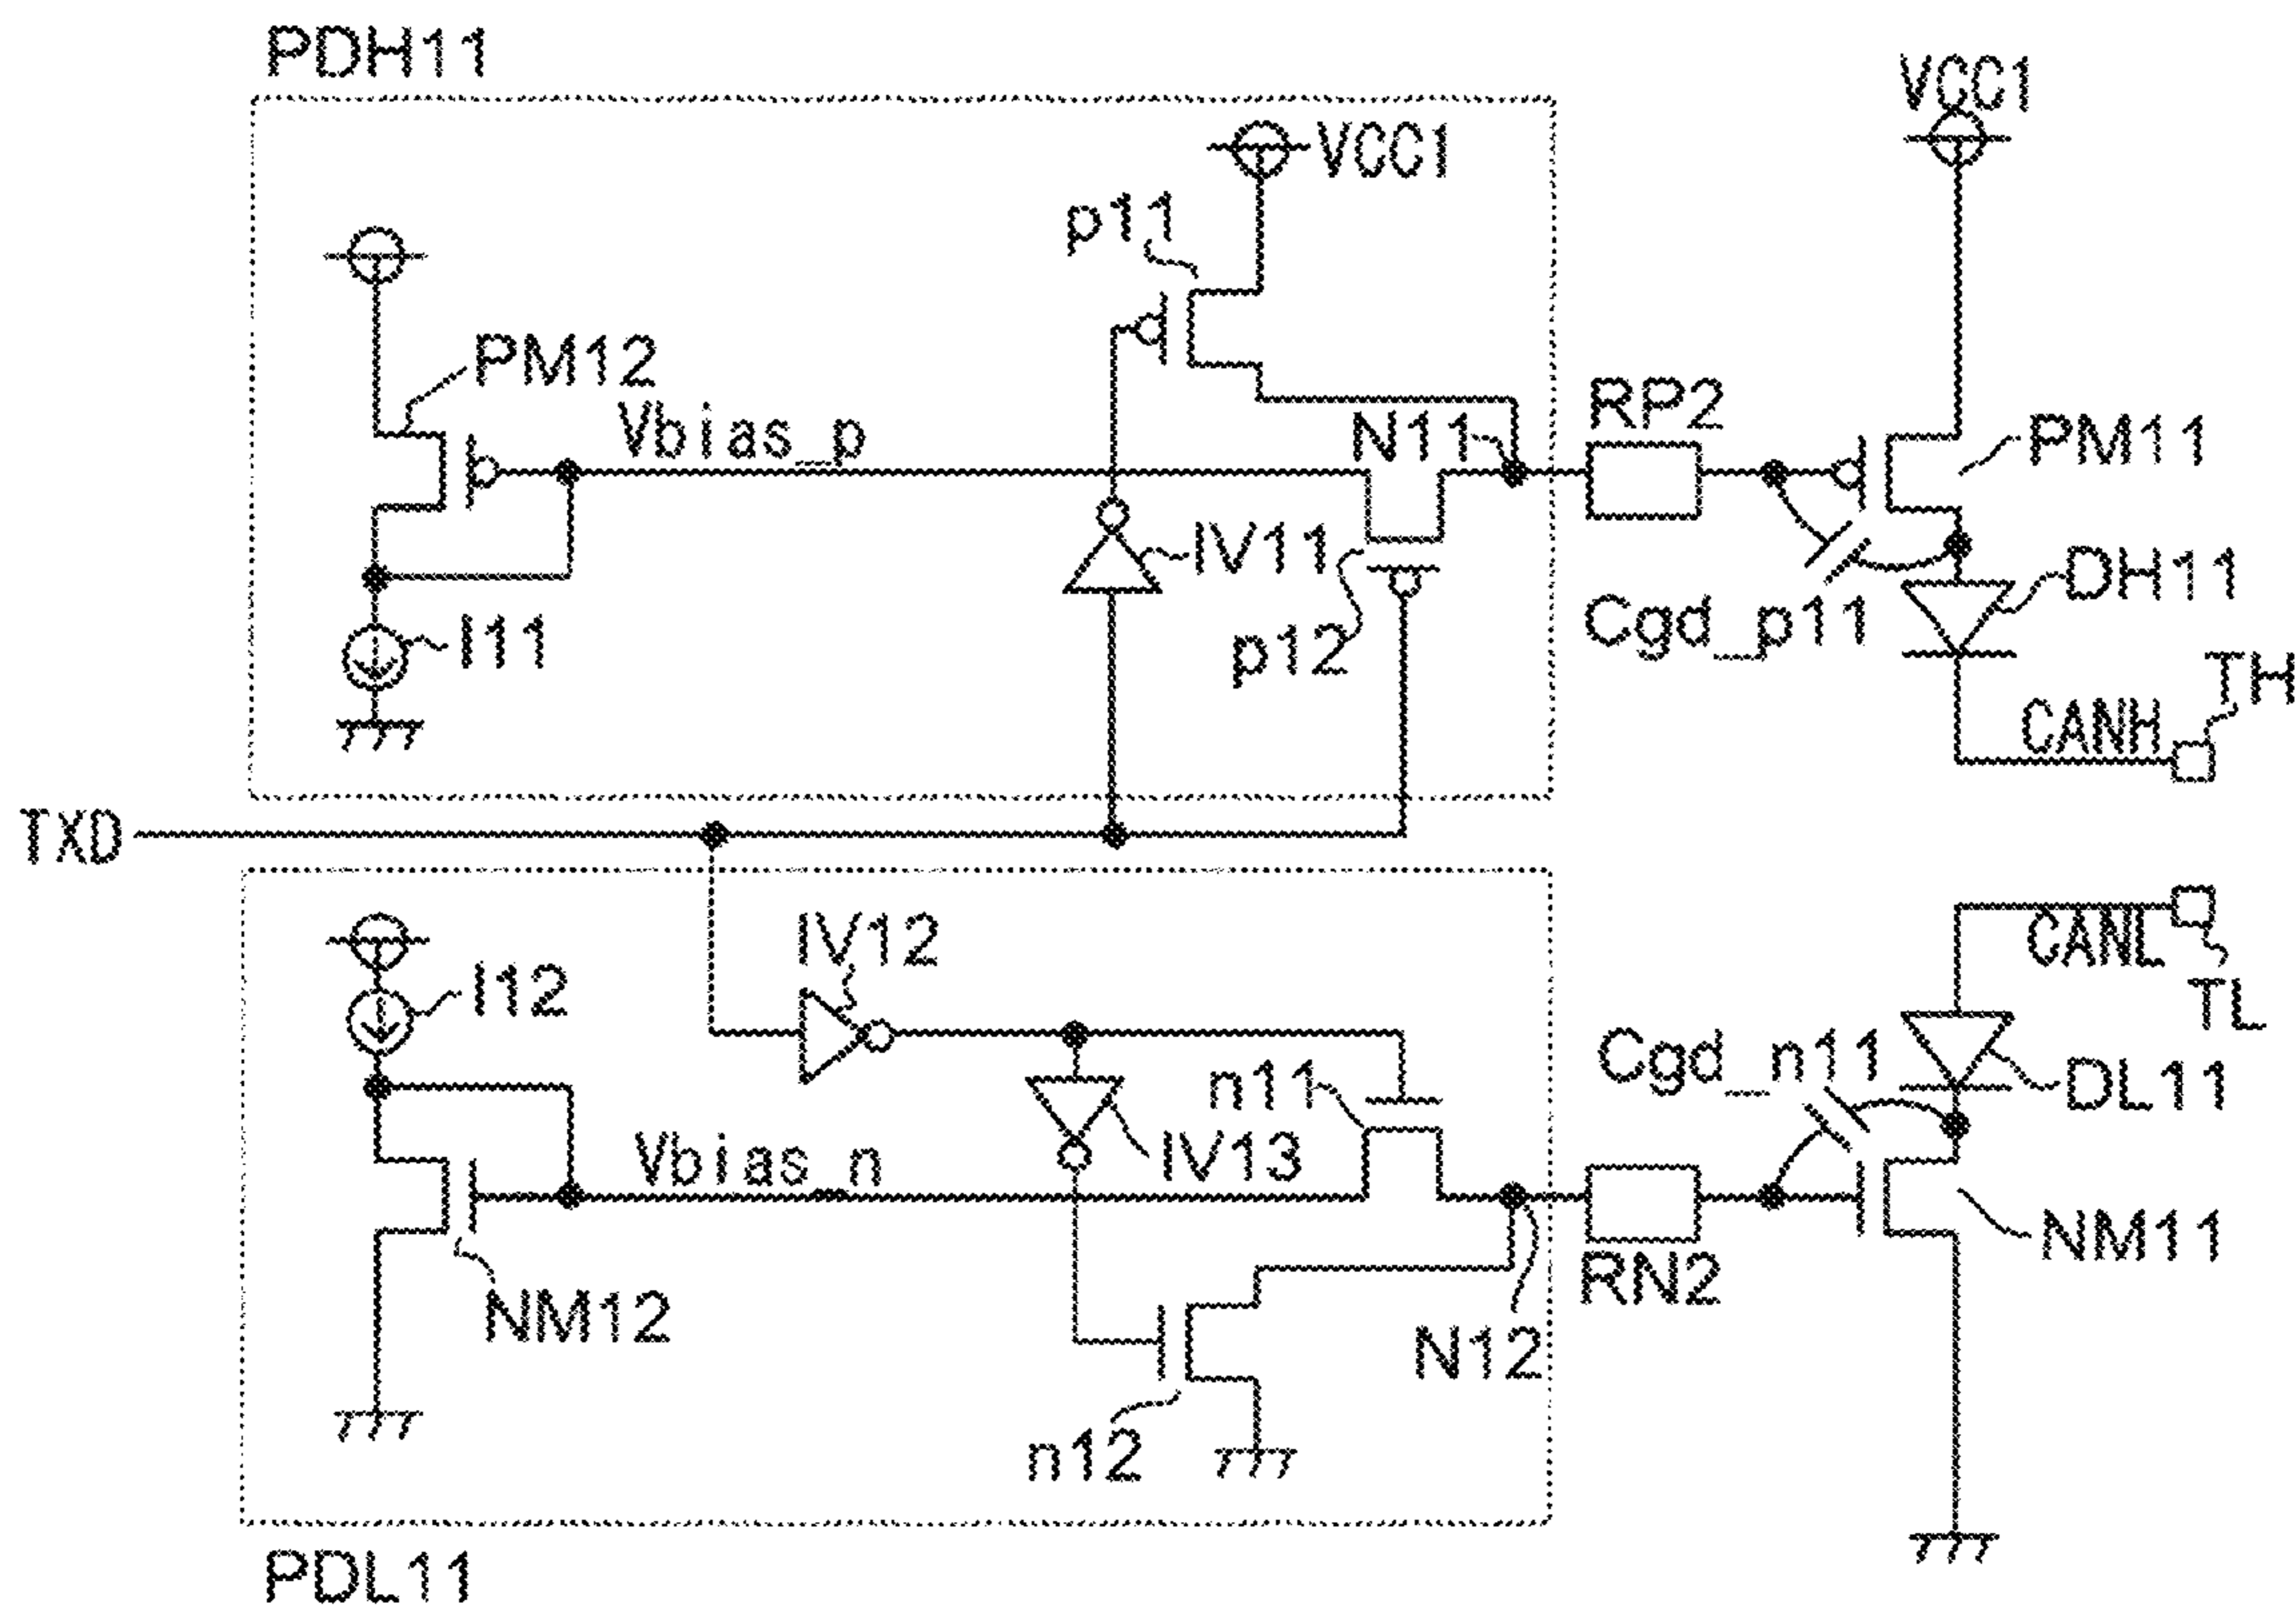 PDH11
VCC1
VCC1
p11
PM12
Vbias_p
N11
RP2
PM11
IV11
DH11
I11
p12
Cgd_p11
TH
CANH
TXD
IV12
CANL
I12
TL
Cgd_n11
n11
DL11
Vbias_n
IV13
NM11
NM12
RN2
N12
n12
PDL11